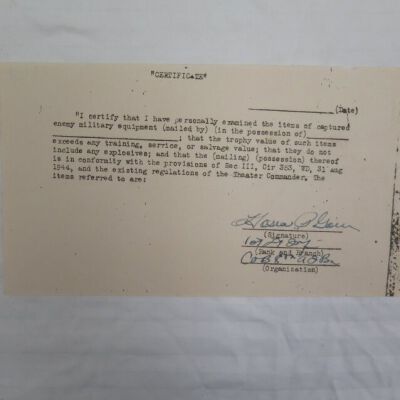 "CERTIFICATE"
(Date)
"I certify that I have personally examined the items of captured
enemy military equipment (mailed by) (in the possession of)
; that the trophy value of such items
exceeds any training, service, or salvage value; that they do not
include any explosives; and that the (mailing) (possession) thereof
is in conformity with the provisions of Sec III, Cir 353, WD, 31 Aug
1944, and the existing regulations of the Theater Commander. The
items referred to are:
(Signature)
1st Lt
(Rank and Branch)
Co B
(Organization)